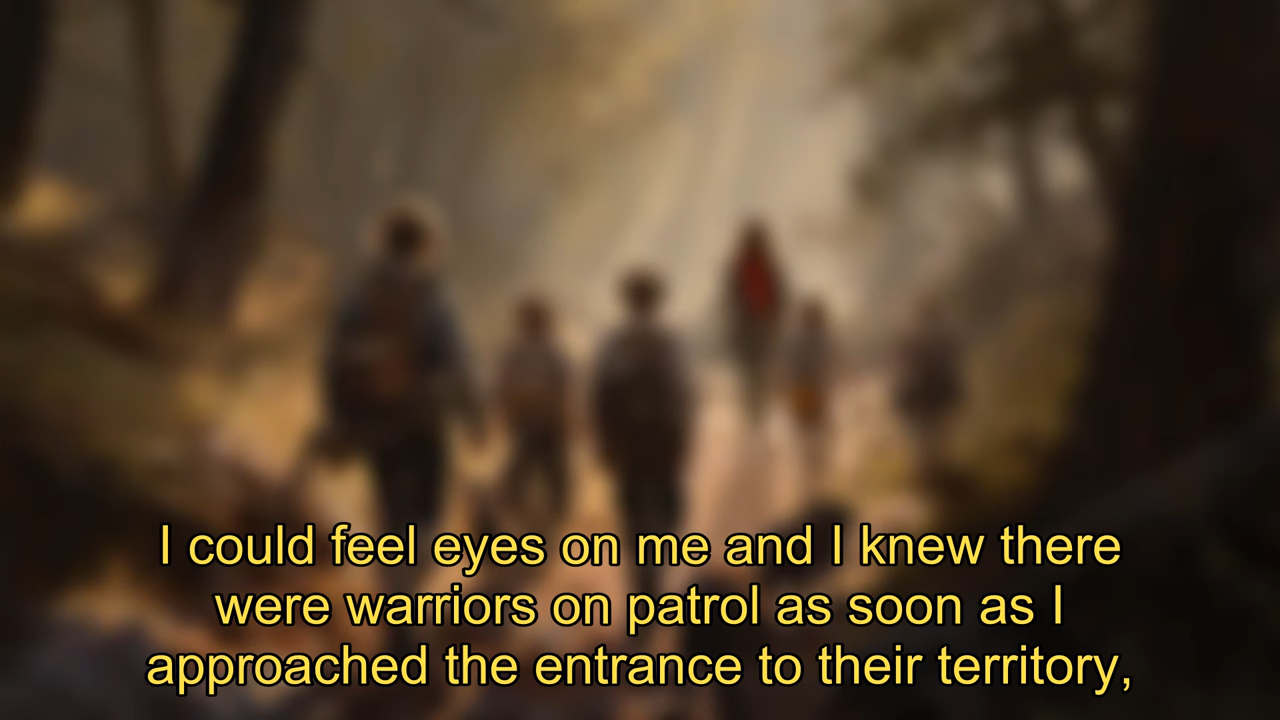 I could feel eyes on me and I knew there
were warriors on patrol as soon as I
approached the entrance to their territory,